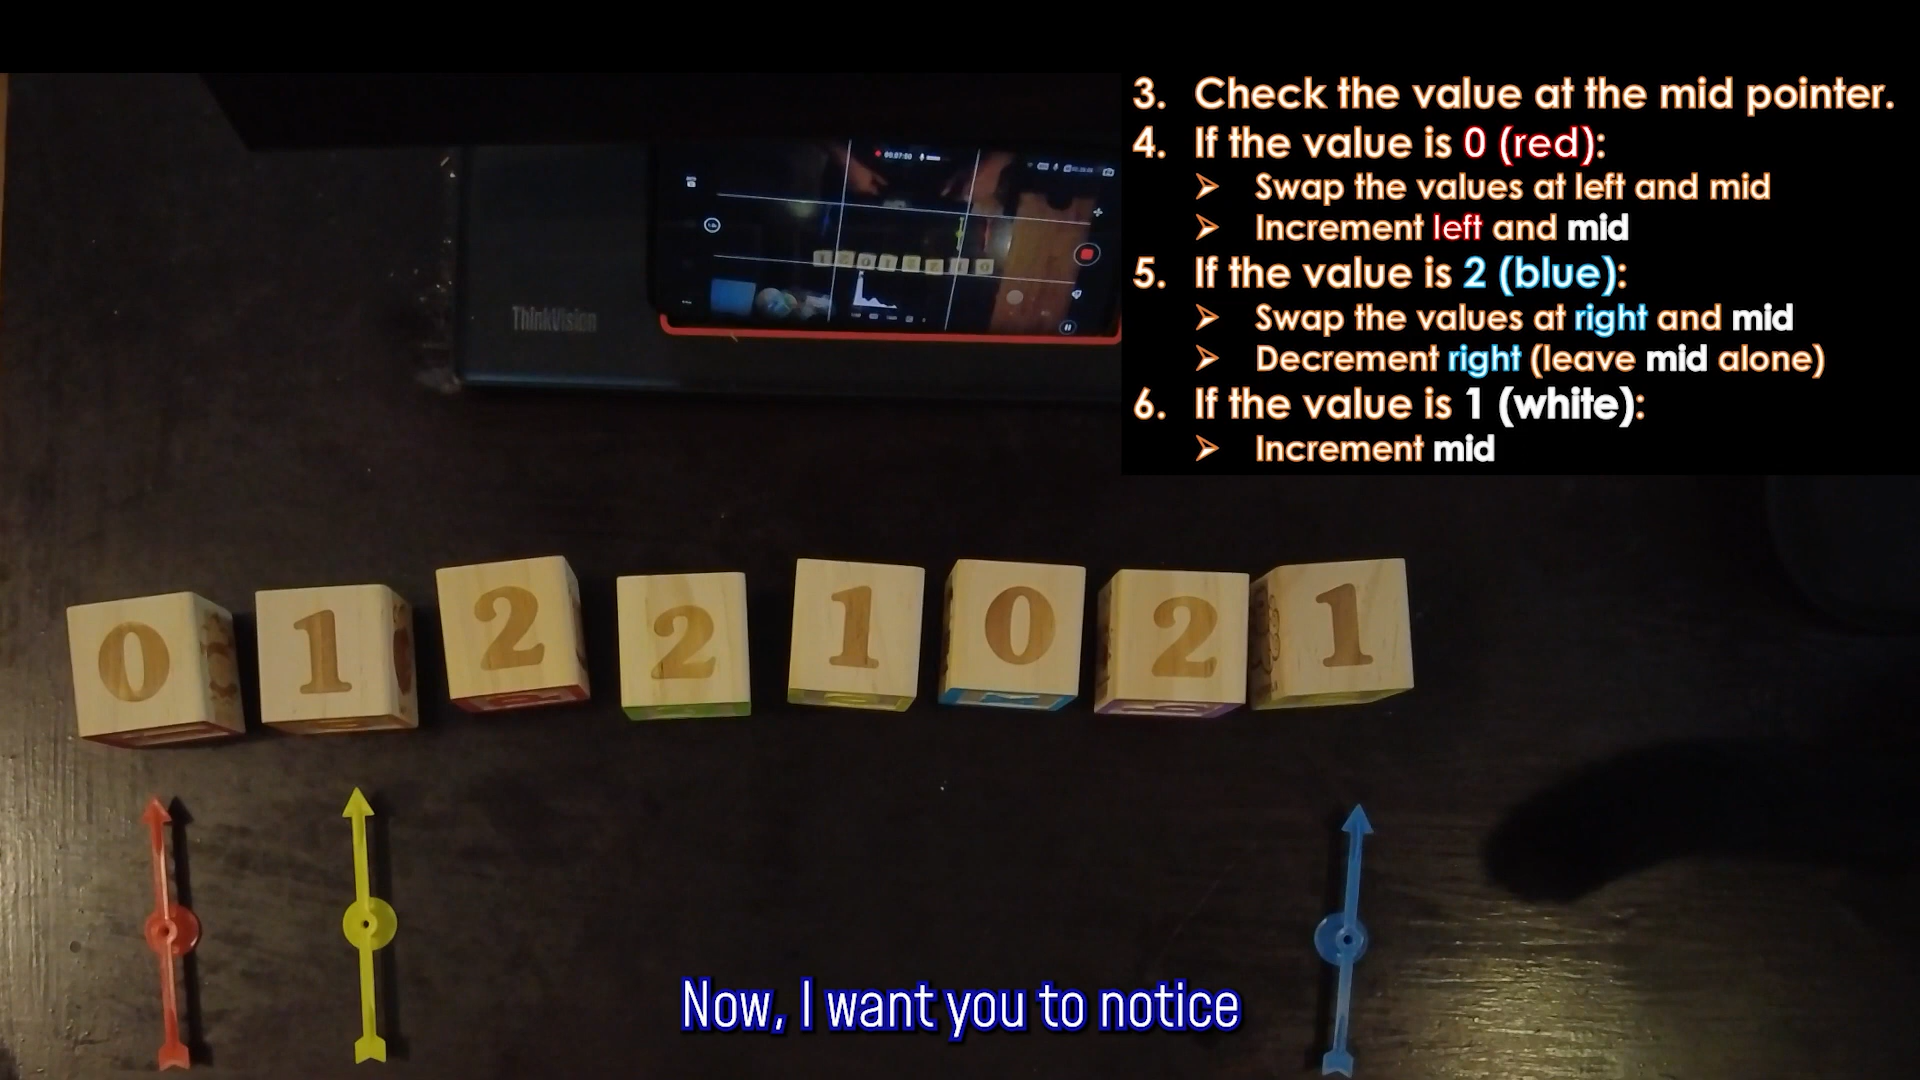 3. Check the value at the mid pointer.
4. If the value is 0 (red):
➢ Swap the values at left and mid
➢ Increment left and mid
5. If the value is 2 (blue):
➢ Swap the values at right and mid
➢ Decrement right (leave mid alone)
6. If the value is 1 (white):
➢ Increment mid
ThinkVision
0 1 2 2 1 0 2 1
Now, I want you to notice